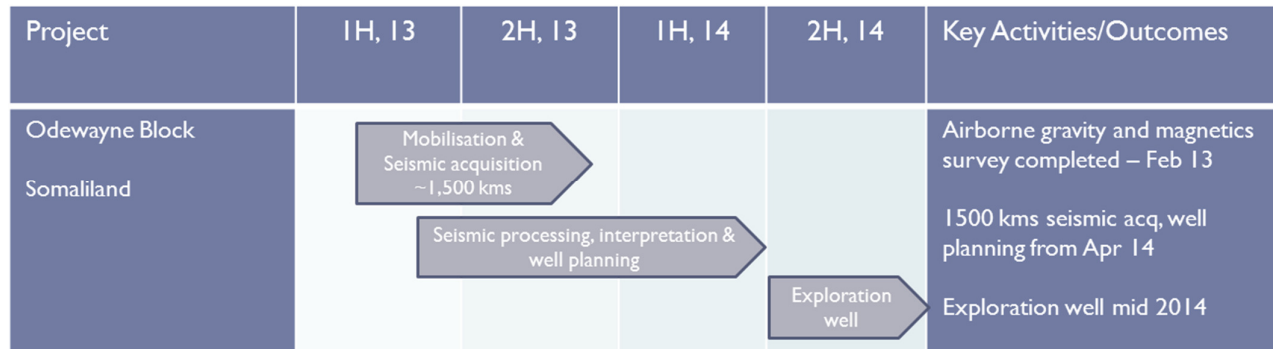 Project
1H, 13
2H, 13
1H, 14
2H, 14
Key Activities/Outcomes
Odewayne Block
Somaliland
Mobilisation &
Seismic acquisition
~1,500 kms
Seismic processing, interpretation &
well planning
Exploration
well
Airborne gravity and magnetics
survey completed – Feb 13
1500 kms seismic acq, well
planning from Apr 14
Exploration well mid 2014